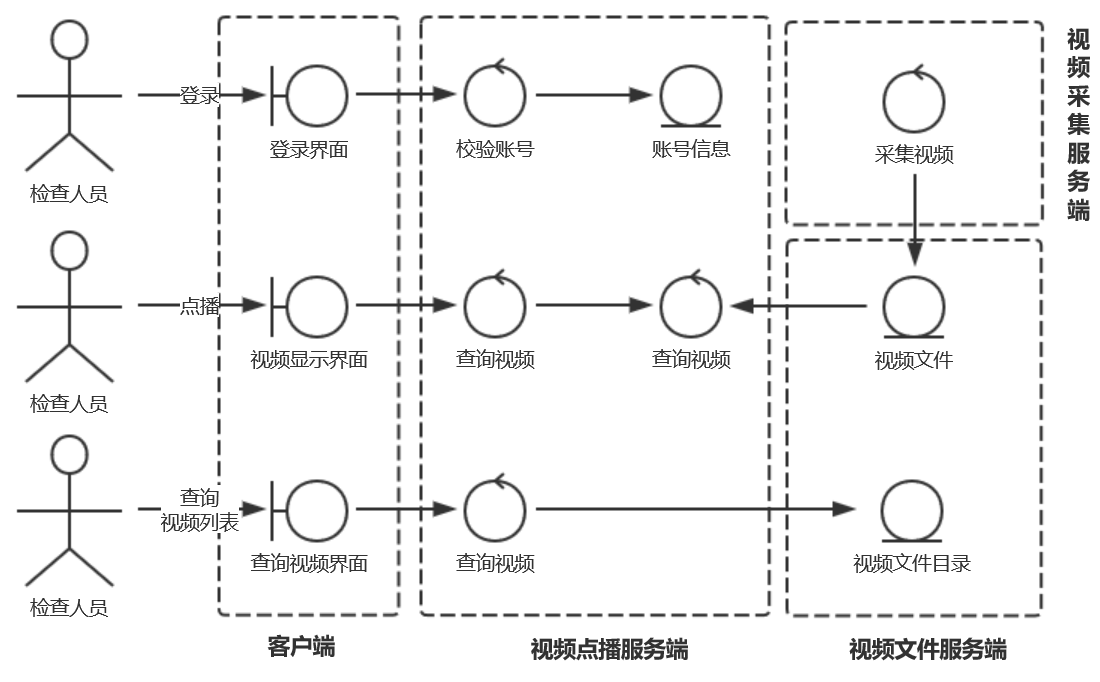 登录
登录界面
校验账号
账号信息
采集视频
视频采集服务端
检查人员
点播
视频显示界面
查询视频
查询视频
视频文件
检查人员
查询
视频列表
查询视频界面
查询视频
视频文件目录
检查人员
客户端
视频点播服务端
视频文件服务端